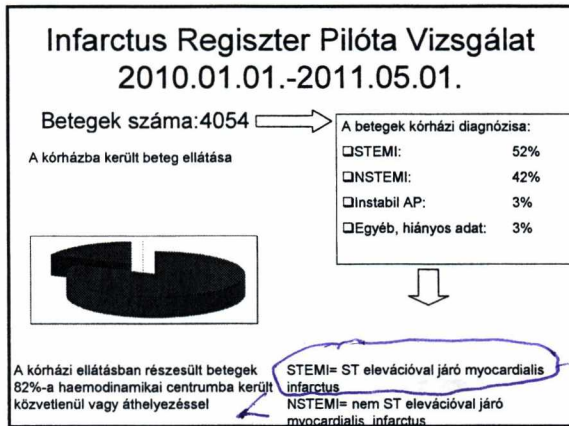 Infarctus Regiszter Pilóta Vizsgálat
2010.01.01.-2011.05.01.
Betegek száma:4054
A kórházba került beteg ellátása
A betegek kórházi diagnózisa:
❑STEMI: 52%
❑NSTEMI: 42%
❑Instabil AP: 3%
❑Egyéb, hiányos adat: 3%
A kórházi ellátásban részesült betegek
82%-a haemodinamikai centrumba került
közvetlenül vagy áthelyezéssel
STEMI= ST elevációval járó myocardialis
infarctus
NSTEMI= nem ST elevációval járó
myocardialis infarctus